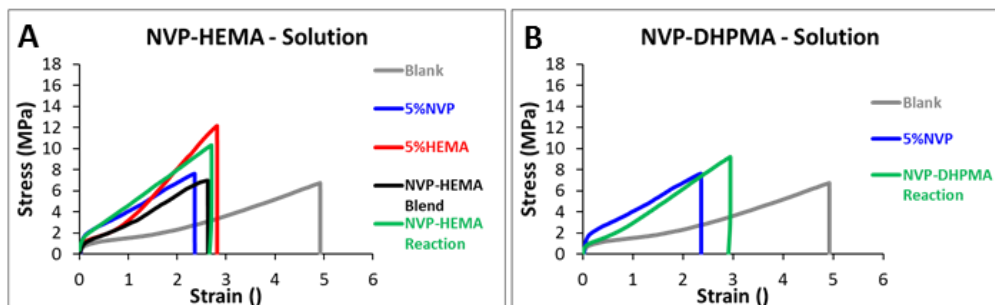 A
NVP-HEMA - Solution
Stress (MPa)
18
16
14
12
10
8
6
4
2
0
0 1 2 3 4 5 6
Strain ()
Blank
5%NVP
5%HEMA
NVP-HEMA
Blend
NVP-HEMA
Reaction
B
NVP-DHPMA - Solution
Stress (MPa)
18
16
14
12
10
8
6
4
2
0
0 1 2 3 4 5 6
Strain ()
Blank
5%NVP
NVP-DHPMA
Reaction